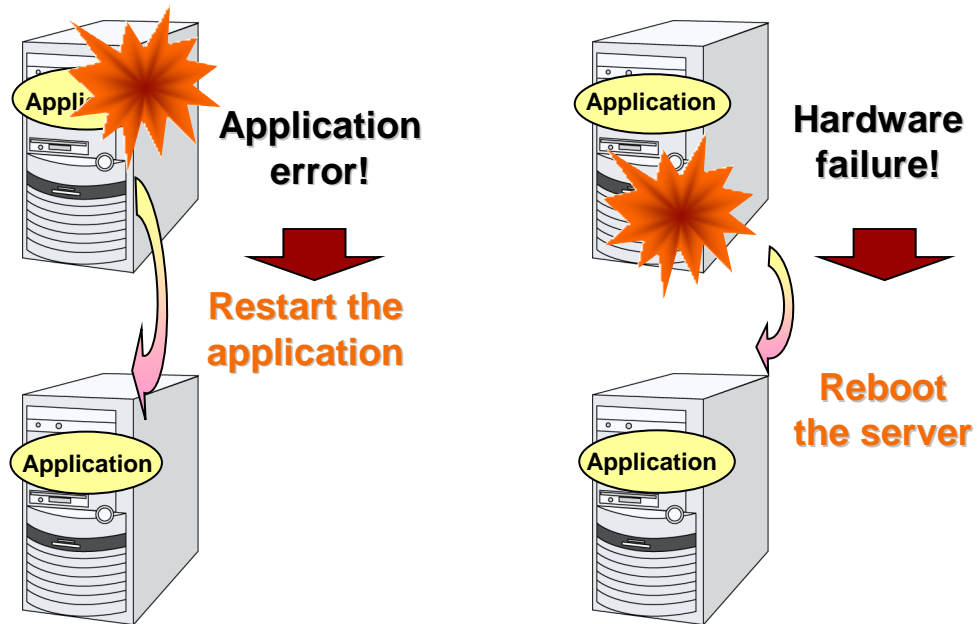 Application
error!
Restart the
application
Application
Application
Hardware
failure!
Reboot
the server
Application